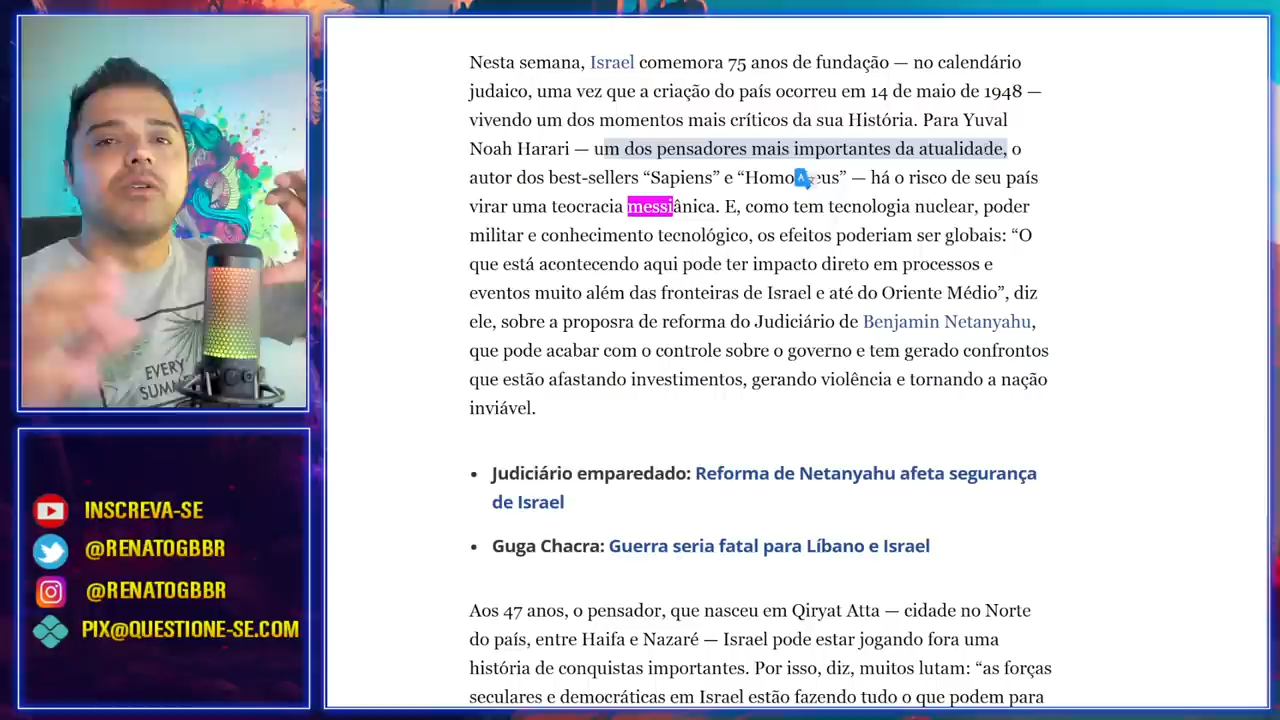 EVERY
SUMM
INSCREVA-SE
@RENATOGBBR
@RENATOGBBR
PIX@QUESTIONE-SE.COM
Nesta semana, Israel comemora 75 anos de fundação — no calendário
judaico, uma vez que a criação do país ocorreu em 14 de maio de 1948 —
vivendo um dos momentos mais críticos da sua História. Para Yuval
Noah Harari — um dos pensadores mais importantes da atualidade, o
autor dos best-sellers “Sapiens” e “Homo eus” — há o risco de seu país
virar uma teocracia messiânica. E, como tem tecnologia nuclear, poder
militar e conhecimento tecnológico, os efeitos poderiam ser globais: “O
que está acontecendo aqui pode ter impacto direto em processos e
eventos muito além das fronteiras de Israel e até do Oriente Médio”, diz
ele, sobre a proposra de reforma do Judiciário de Benjamin Netanyahu,
que pode acabar com o controle sobre o governo e tem gerado confrontos
que estão afastando investimentos, gerando violência e tornando a nação
inviável.
• Judiciário emparedado: Reforma de Netanyahu afeta segurança
de Israel
• Guga Chacra: Guerra seria fatal para Líbano e Israel
Aos 47 anos, o pensador, que nasceu em Qiryat Atta — cidade no Norte
do país, entre Haifa e Nazaré — Israel pode estar jogando fora uma
história de conquistas importantes. Por isso, diz, muitos lutam: “as forças
seculares e democráticas em Israel estão fazendo tudo o que podem para